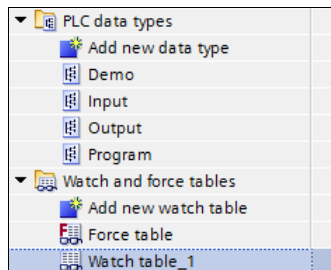 PLC data types
Add new data type
Demo
Input
Output
Program
Watch and force tables
Add new watch table
Force table
Watch table_1